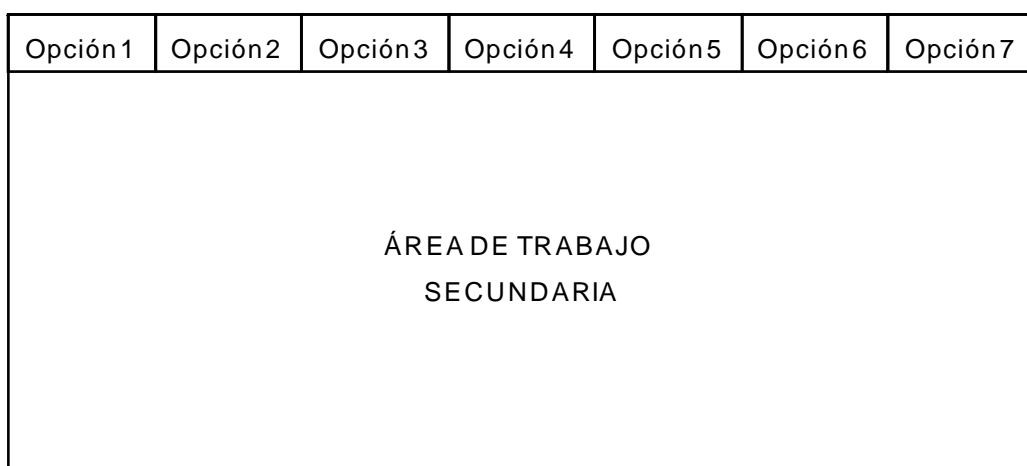 Opción 1 Opción 2 Opción 3 Opción 4 Opción 5 Opción 6 Opción 7
ÁREA DE TRABAJO
SECUNDARIA